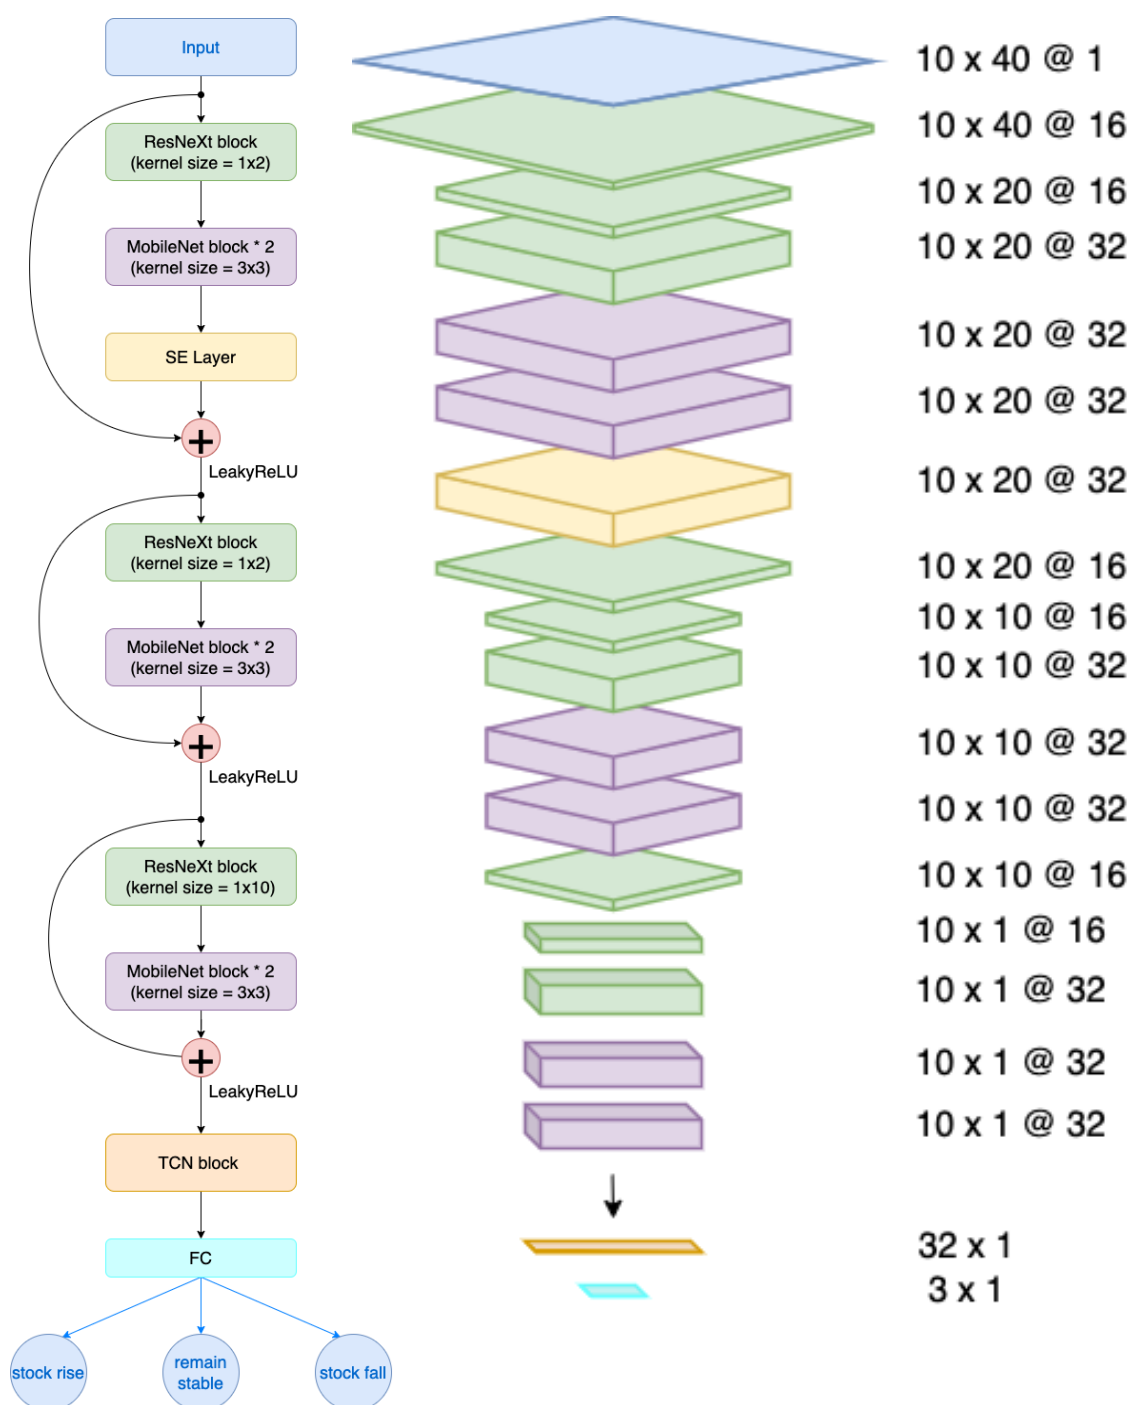 Input
ResNeXt block
(kernel size = 1x2)
MobileNet block * 2
(kernel size = 3x3)
SE Layer
+
LeakyReLU
ResNeXt block
(kernel size = 1x2)
MobileNet block * 2
(kernel size = 3x3)
+
LeakyReLU
ResNeXt block
(kernel size = 1x10)
MobileNet block * 2
(kernel size = 3x3)
+
LeakyReLU
TCN block
FC
stock rise
remain
stable
stock fall
10 x 40 @ 1
10 x 40 @ 16
10 x 20 @ 16
10 x 20 @ 32
10 x 20 @ 32
10 x 20 @ 32
10 x 20 @ 32
10 x 20 @ 16
10 x 10 @ 16
10 x 10 @ 32
10 x 10 @ 32
10 x 10 @ 32
10 x 10 @ 16
10 x 1 @ 16
10 x 1 @ 32
10 x 1 @ 32
10 x 1 @ 32
32 x 1
3 x 1